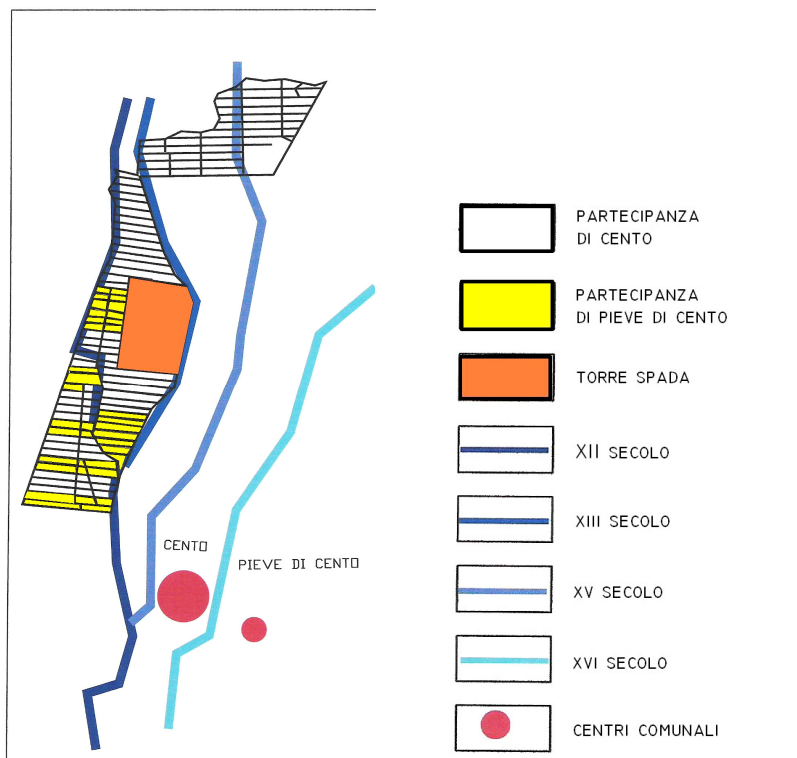 CENTO
PIEVE DI CENTO
PARTECIPANZA
DI CENTO
PARTECIPANZA
DI PIEVE DI CENTO
TORRE SPADA
XII SECOLO
XIII SECOLO
XV SECOLO
XVI SECOLO
CENTRI COMUNALI